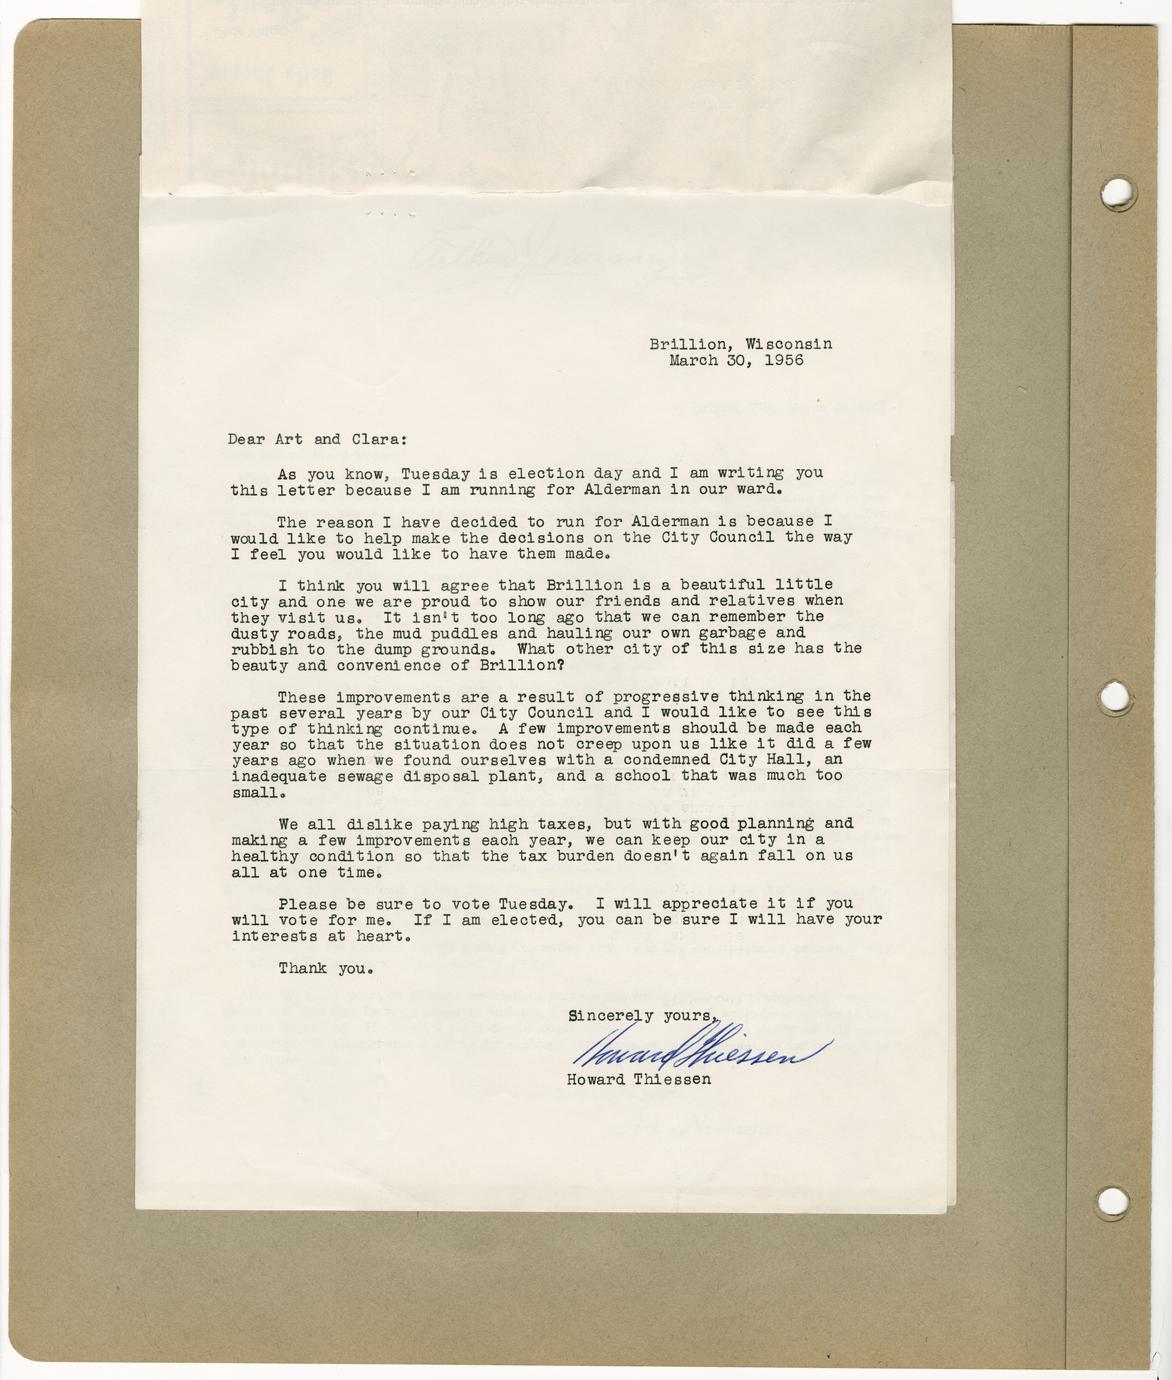 Brillion, Wisconsin
March 30, 1956
Dear Art and Clara:
As you know, Tuesday is election day and I am writing you
this letter because I am running for Alderman in our ward.
The reason I have decided to run for Alderman is because I
would like to help make the decisions on the City Council the way
I feel you would like to have them made.
I think you will agree that Brillion is a beautiful little
city and one we are proud to show our friends and relatives when
they visit us.  It isn't too long ago that we can remember the
dusty roads, the mud puddles and hauling our own garbage and
rubbish to the dump grounds.  What other city of this size has the
beauty and convenience of Brillion?
These improvements are a result of progressive thinking in the
past several years by our City Council and I would like to see this
type of thinking continue.  A few improvements should be made each
year so that the situation does not creep upon us like it did a few
years ago when we found ourselves with a condemned City Hall, an
inadequate sewage disposal plant, and a school that was much too
small.
We all dislike paying high taxes, but with good planning and
making a few improvements each year, we can keep our city in a
healthy condition so that the tax burden doesn't again fall on us
all at one time.
Please be sure to vote Tuesday.  I will appreciate it if you
will vote for me.  If I am elected, you can be sure I will have your
interests at heart.
Thank you.
Sincerely yours,
Howard Thiessen
Howard Thiessen